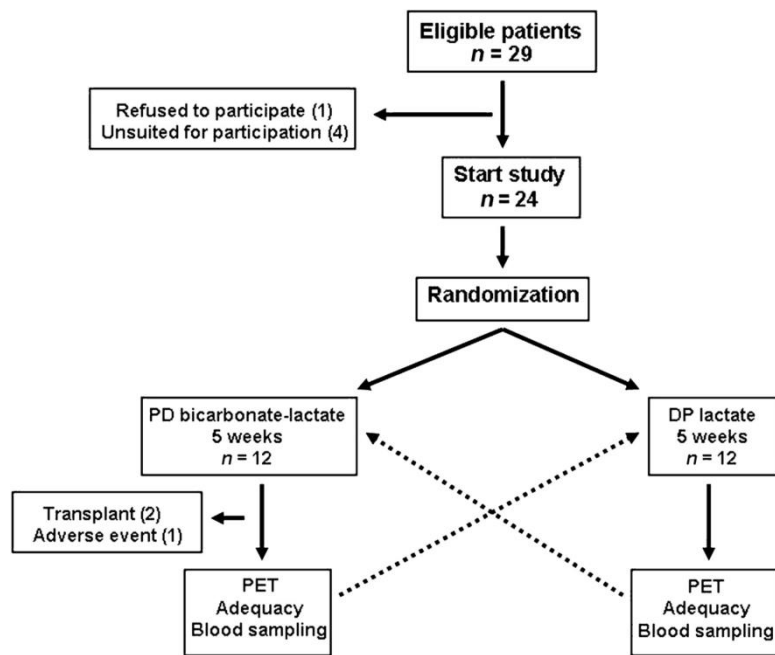 Eligible patients
n = 29
Refused to participate (1)
Unsuited for participation (4)
Start study
n = 24
Randomization
PD bicarbonate-lactate
5 weeks
n = 12
DP lactate
5 weeks
n = 12
Transplant (2)
Adverse event (1)
PET
Adequacy
Blood sampling
PET
Adequacy
Blood sampling